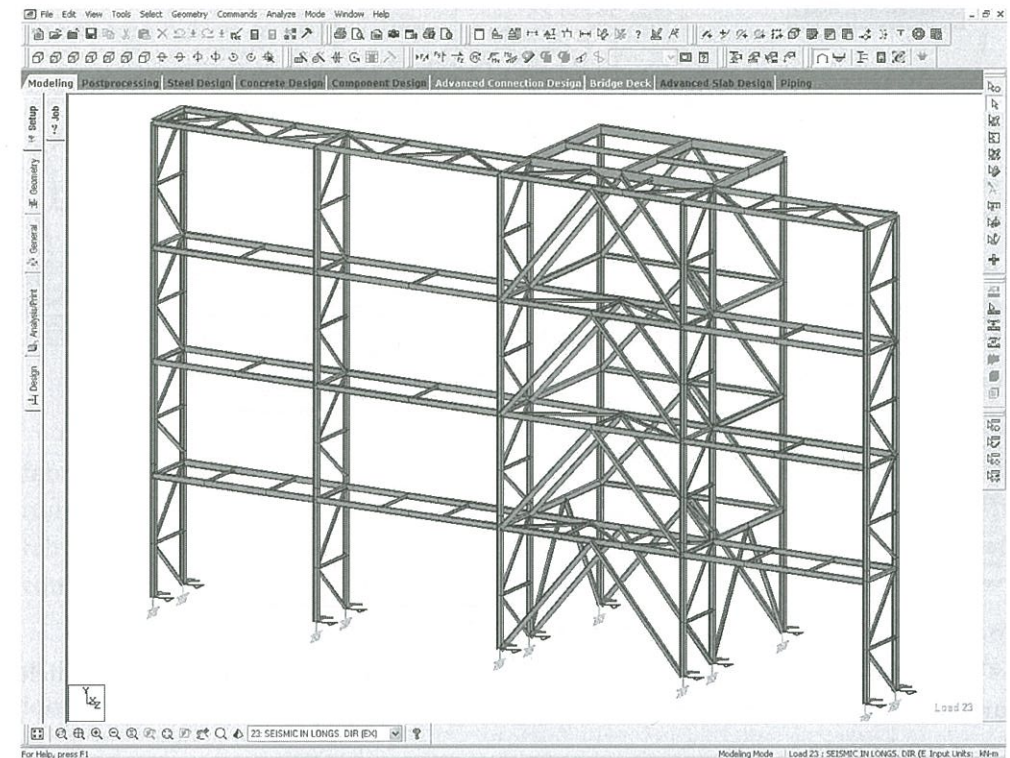 File Edit View Tools Select Geometry Commands Analyze Mode Window Help
Modeling Postprocessing Steel Design Concrete Design Component Design Advanced Connection Design Bridge Deck Advanced Slab Design Piping
Setup
Job
Geometry
General
Analysis/Print
Design
Y
X
Z
Load 23
23: SEISMIC IN LONGS. DIR (EX)
For Help, press F1
Modeling Mode Load 23 : SEISMIC IN LONGS. DIR (E Input Units: kN-m